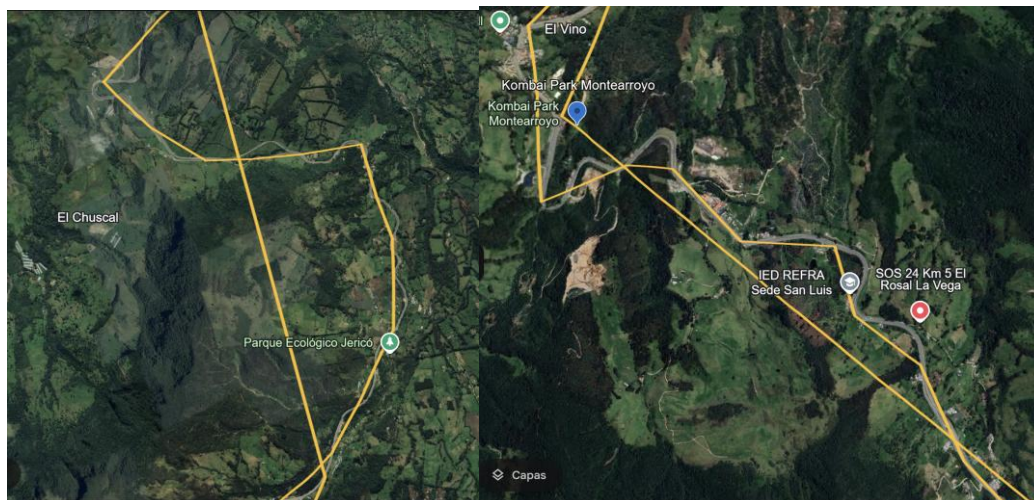 El Chuscal
Parque Ecológico Jericó
El Vino
Kombai Park Montearroyo
Kombai Park
Montearroyo
IED REFRA
Sede San Luis
SOS 24 Km 5 El
Rosal La Vega
Capas